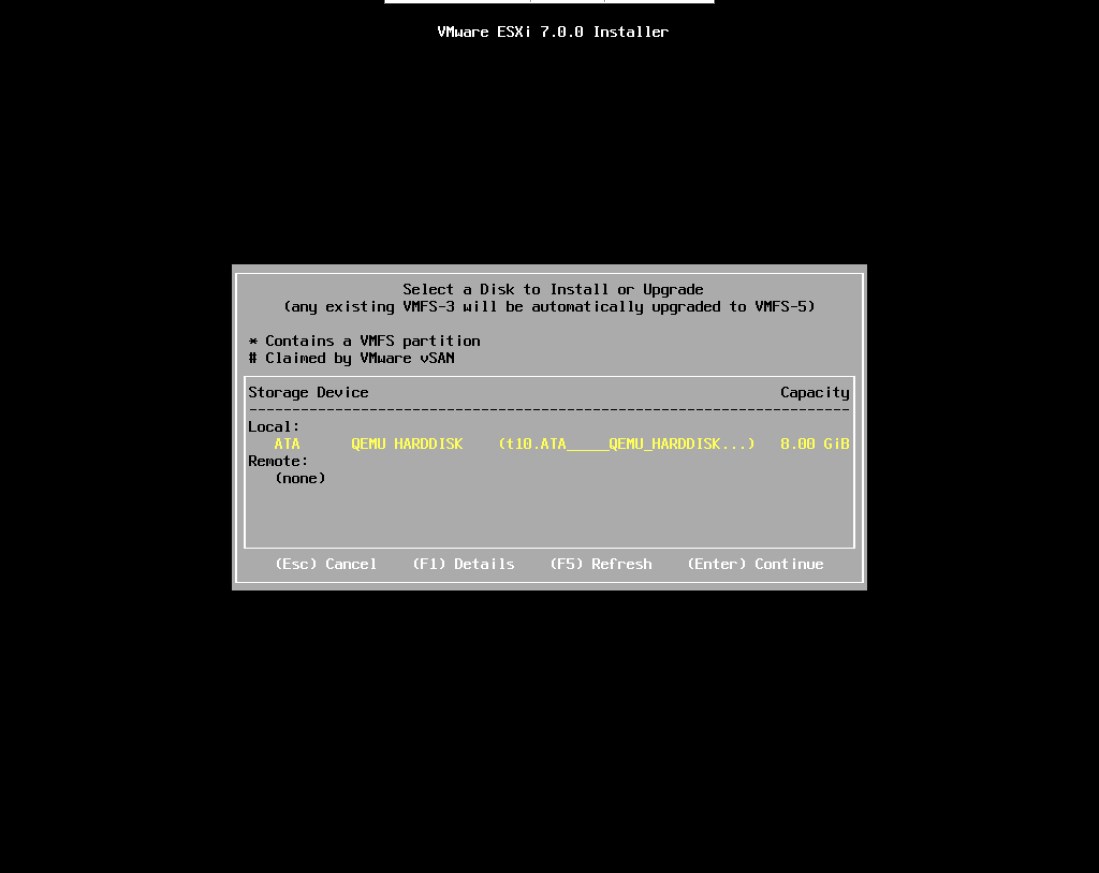 VMware ESXi 7.0.0 Installer
Select a Disk to Install or Upgrade
(any existing VMFS-3 will be automatically upgraded to VMFS-5)
* Contains a VMFS partition
# Claimed by VMware vSAN
Storage Device Capacity
--------------------------------------------------------------------------------
Local:
ATA QEMU HARDDISK (t10.ATA_____QEMU_HARDDISK...) 8.00 GiB
Remote:
(none)
(Esc) Cancel (F1) Details (F5) Refresh (Enter) Continue